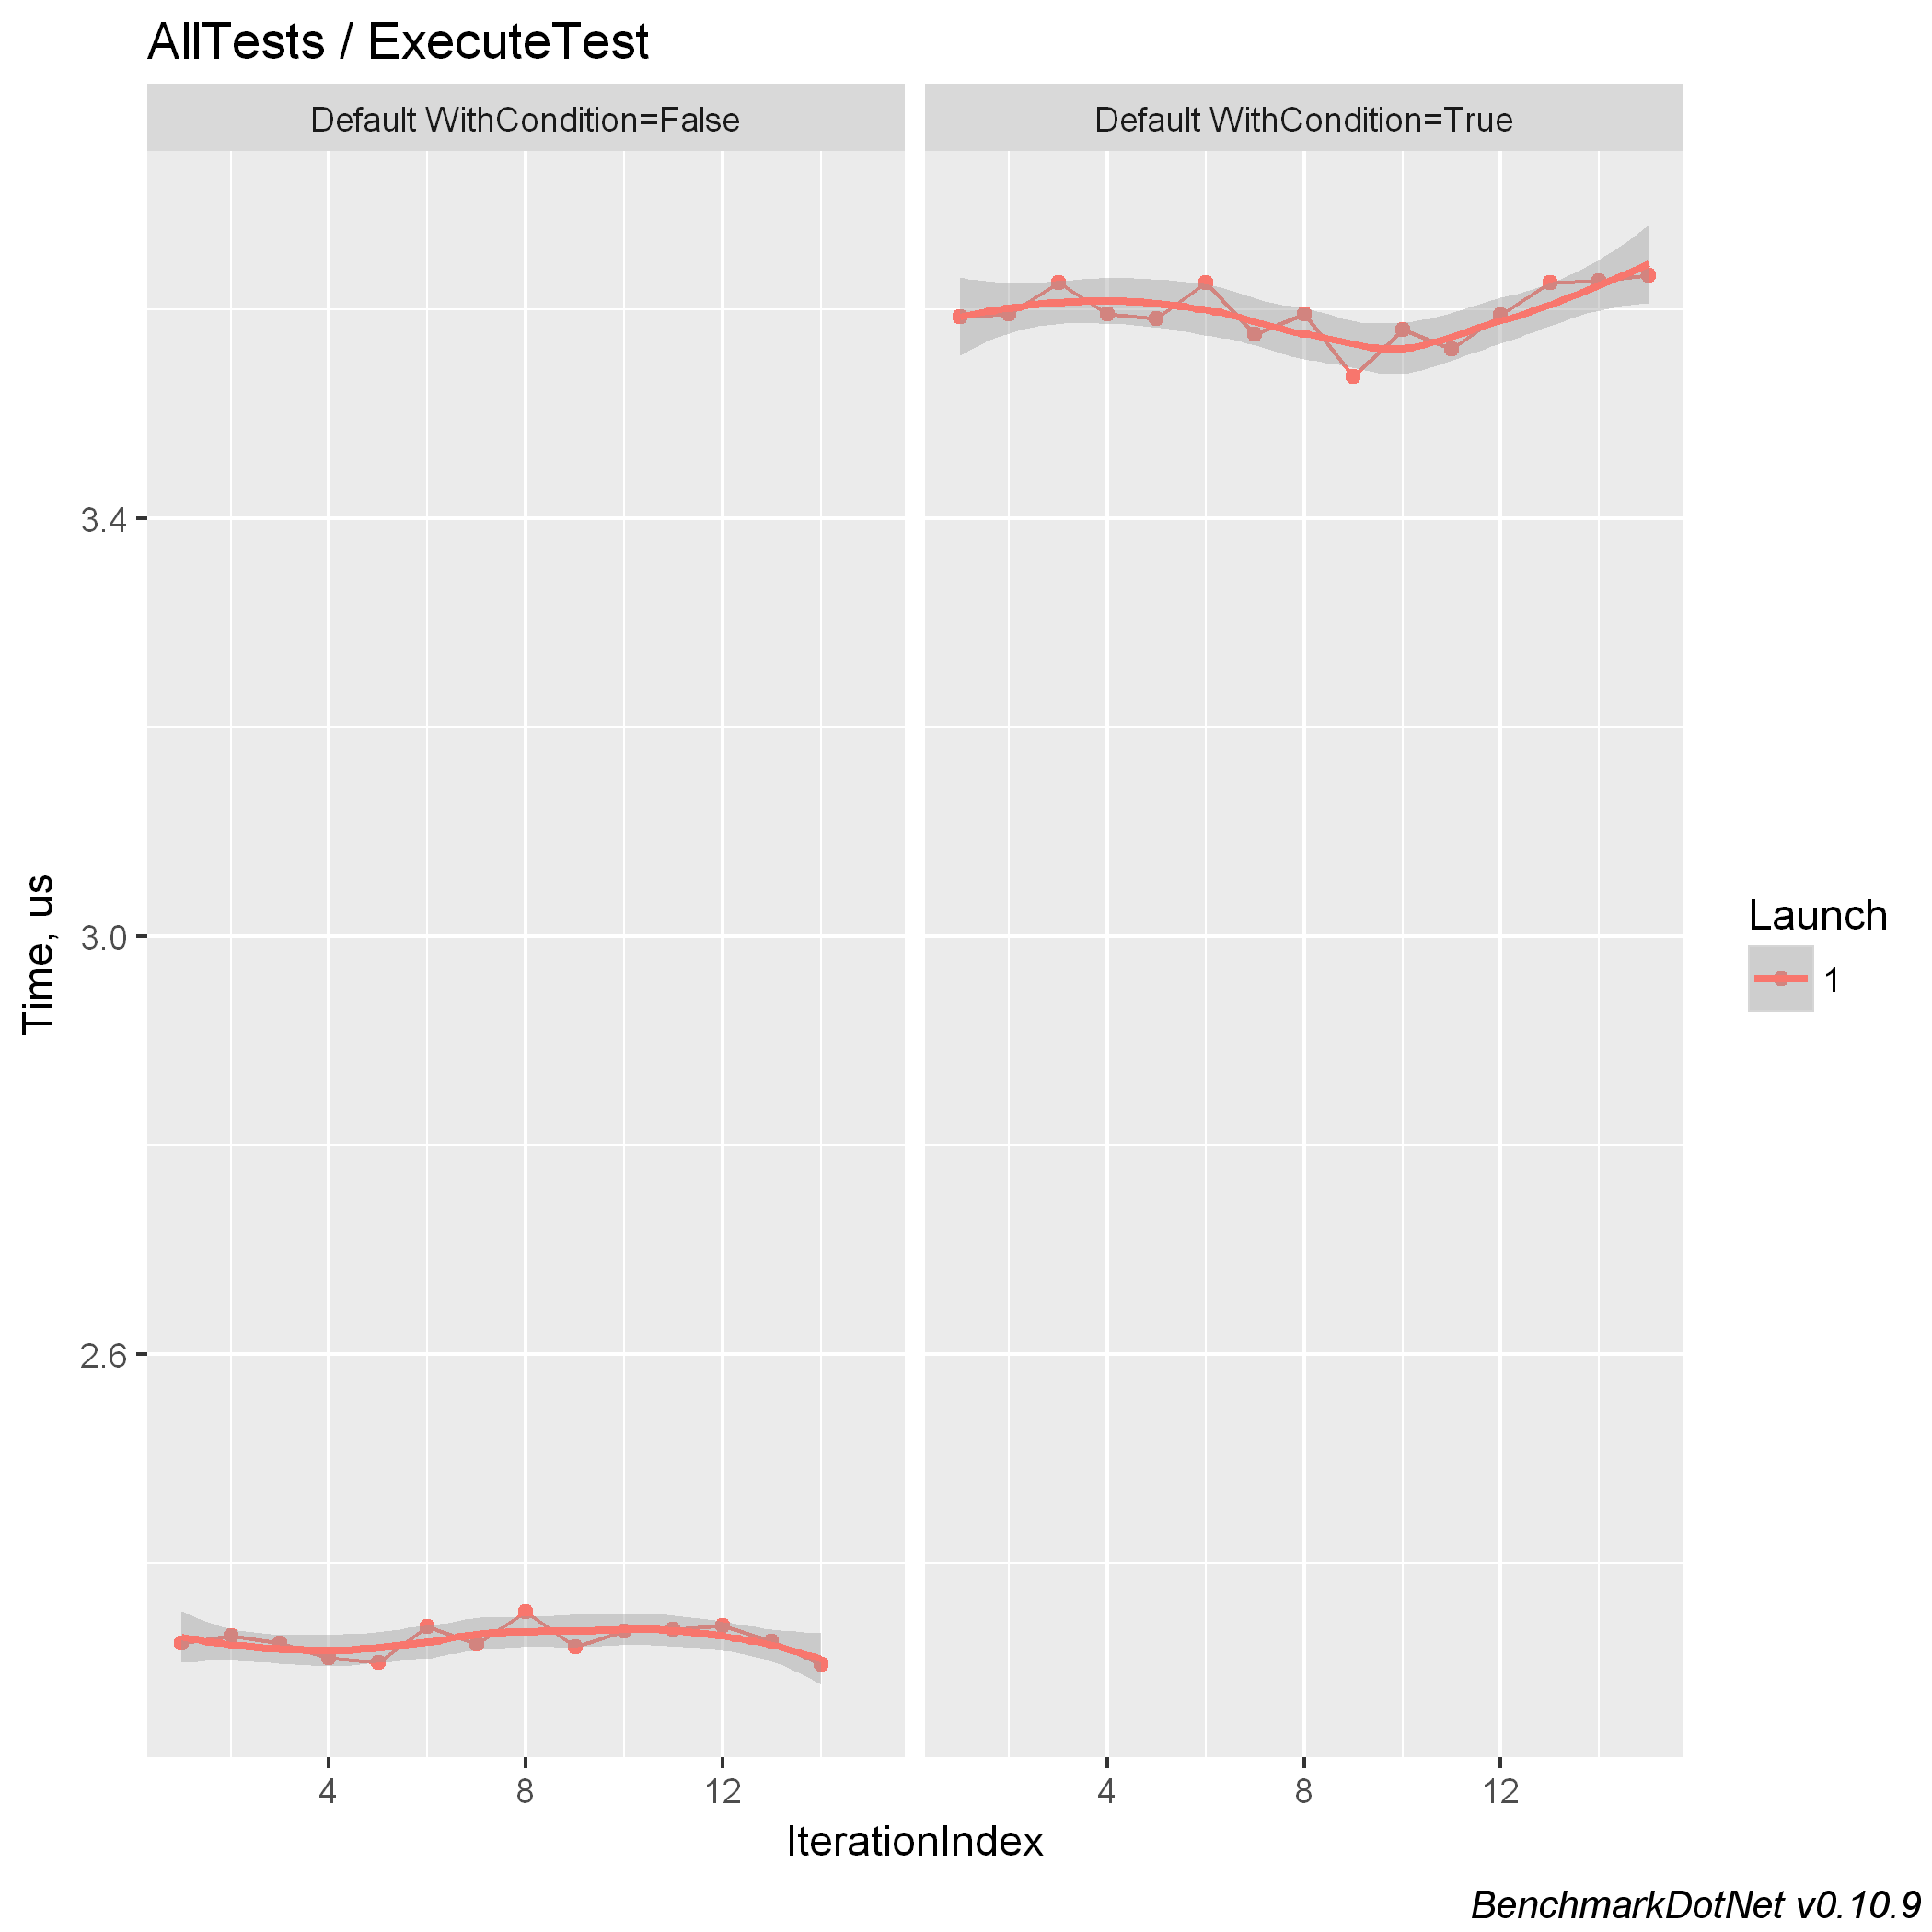 AllTests / ExecuteTest
Default WithCondition=False
Default WithCondition=True
3.4
3.0
2.6
Time, us
4
8
12
4
8
12
IterationIndex
Launch
1
BenchmarkDotNet v0.10.9